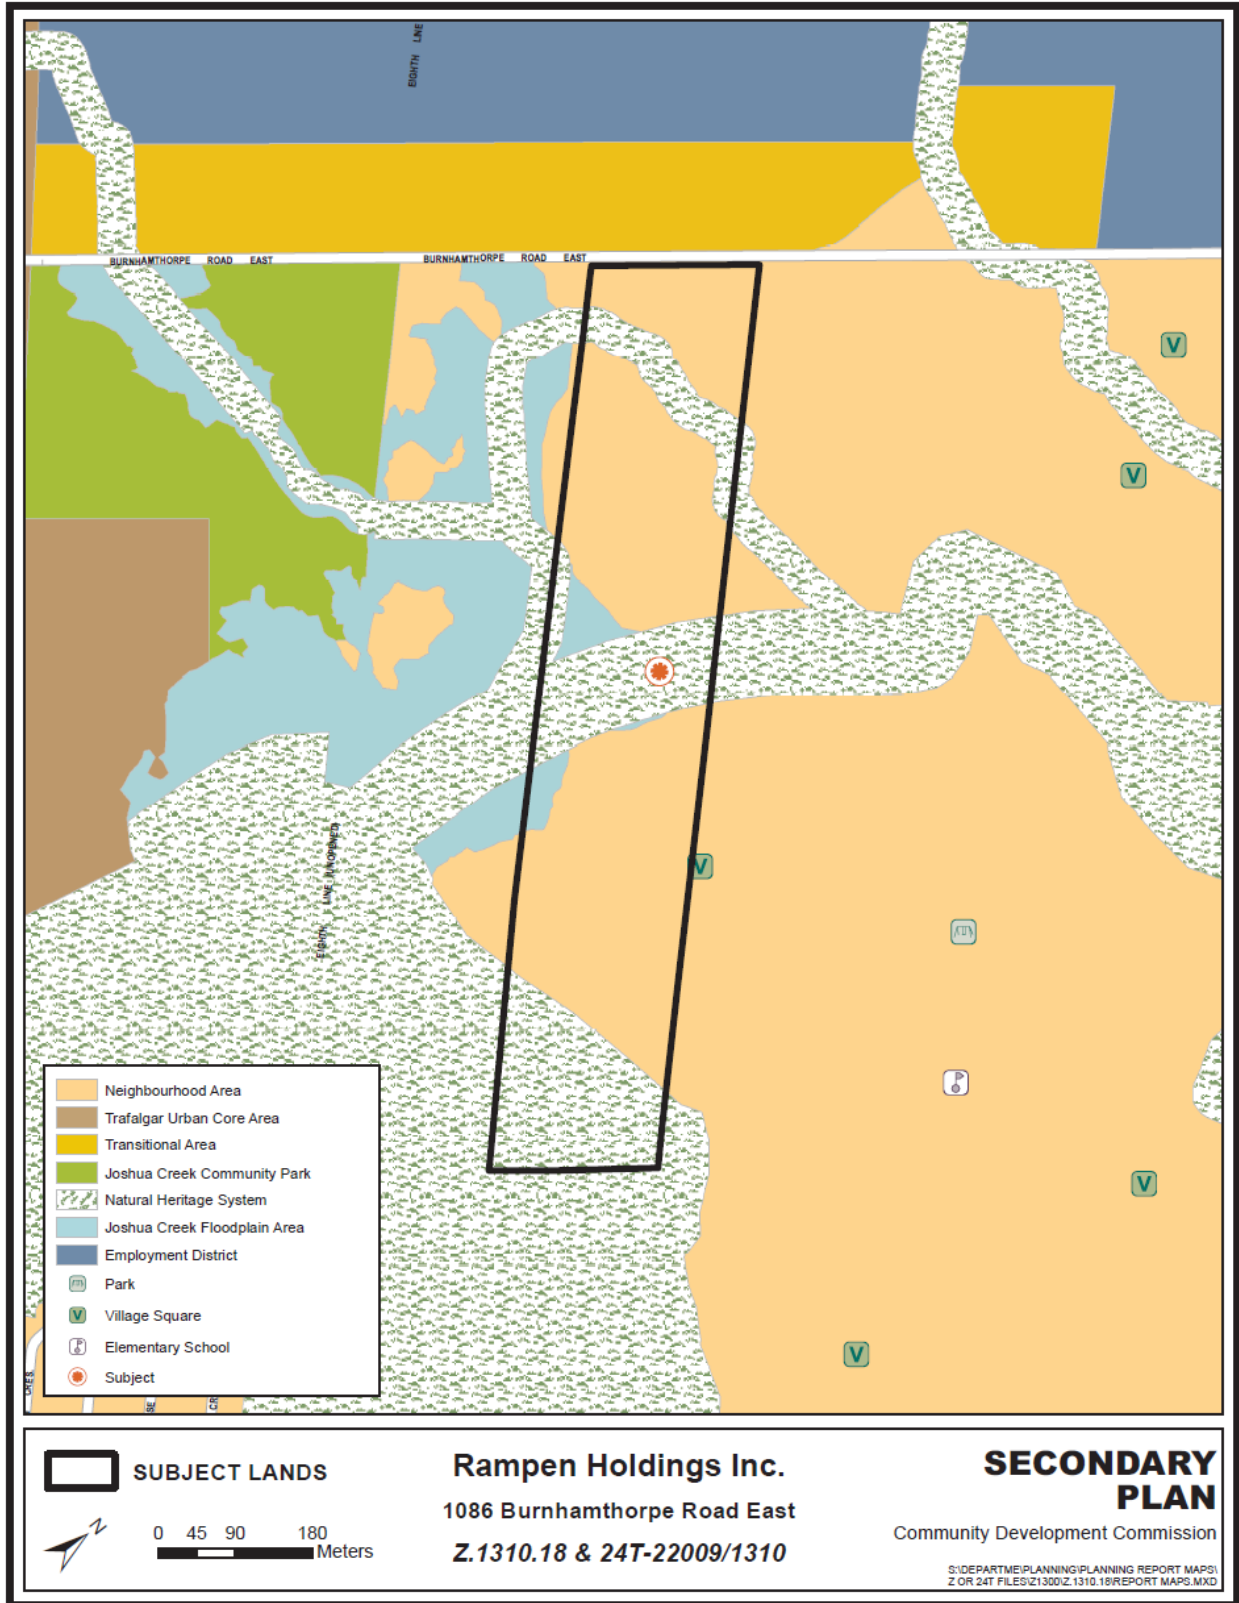 EIGHTH LINE
BURNHAMTHORPE ROAD EAST
BURNHAMTHORPE ROAD EAST
V
V
V
EIGHTH LINE (UNOPENED)
V
V
Neighbourhood Area
Trafalgar Urban Core Area
Transitional Area
Joshua Creek Community Park
Natural Heritage System
Joshua Creek Floodplain Area
Employment District
Park
V Village Square
Elementary School
Subject
CRES.
SE
CR
SUBJECT LANDS
N
0 45 90 180
Meters
Rampen Holdings Inc.
1086 Burnhamthorpe Road East
Z.1310.18 & 24T-22009/1310
SECONDARY
PLAN
Community Development Commission
S:\DEPARTME\PLANNING\PLANNING REPORT MAPS\
Z OR 24T FILES\Z1300\Z.1310.18\REPORT MAPS.MXD